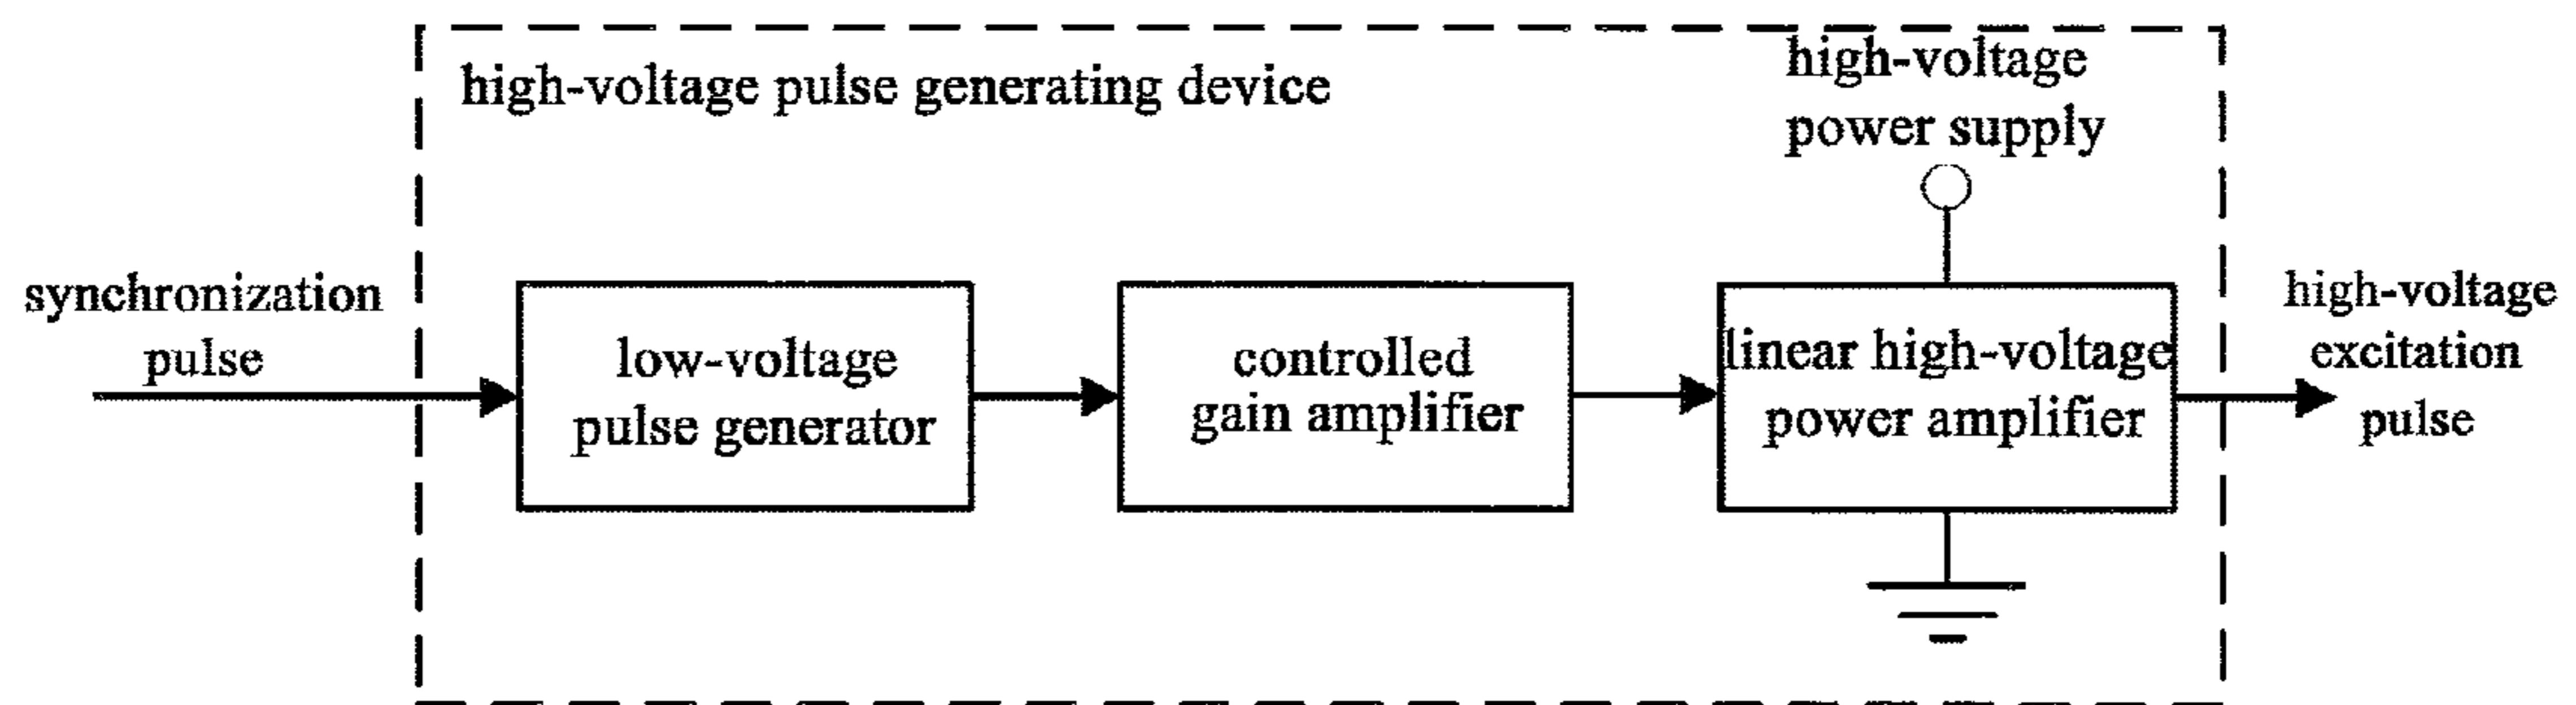 high-voltage pulse generating device
high-voltage
power supply
synchronization
pulse
low-voltage
pulse generator
controlled
gain amplifier
linear high-voltage
power amplifier
high-voltage
excitation
pulse